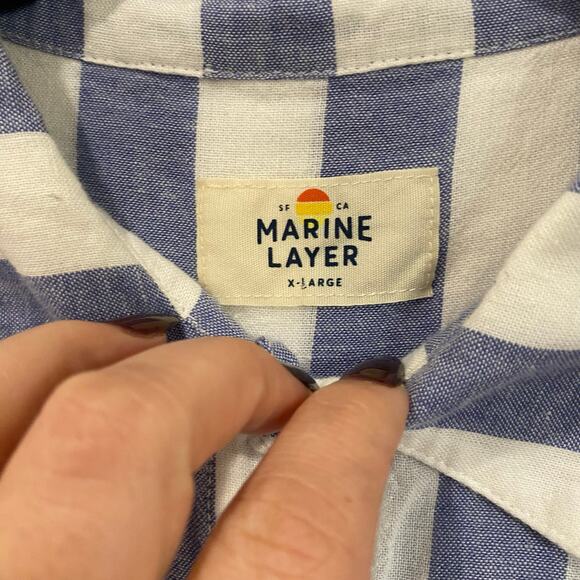 SF CA
MARINE
LAYER
X-LARGE